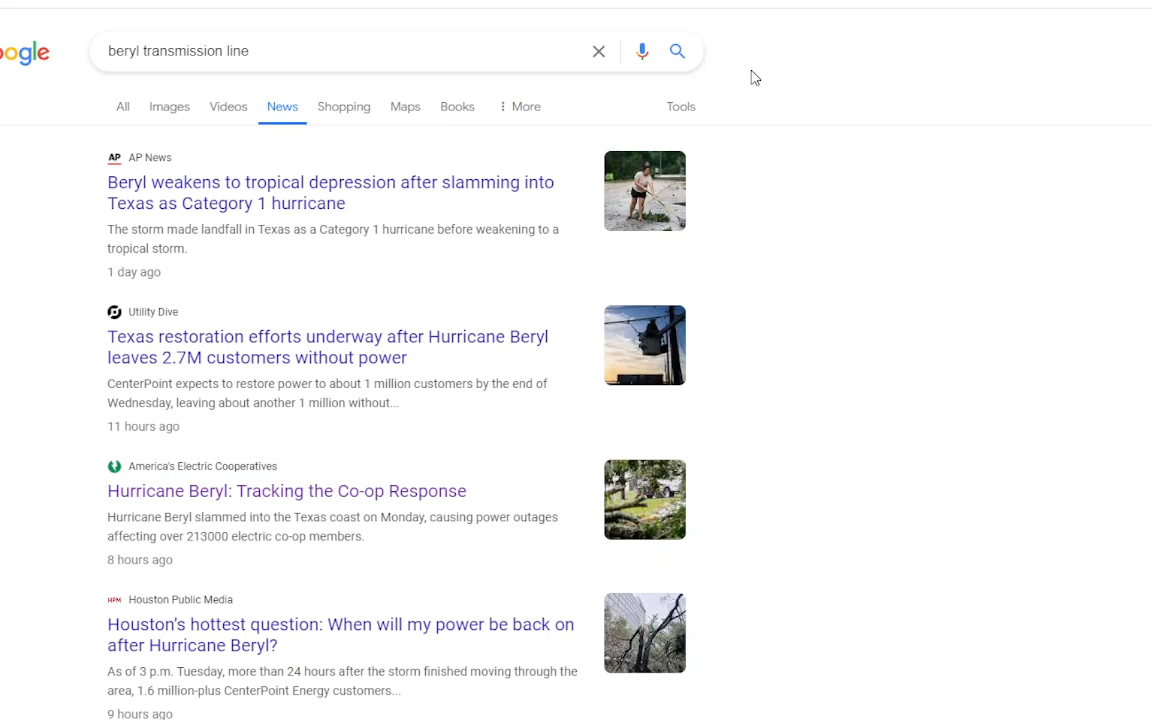 oogle
beryl transmission line
All Images Videos News Shopping Maps Books More Tools
AP AP News
Beryl weakens to tropical depression after slamming into
Texas as Category 1 hurricane
The storm made landfall in Texas as a Category 1 hurricane before weakening to a
tropical storm.
1 day ago
Utility Dive
Texas restoration efforts underway after Hurricane Beryl
leaves 2.7M customers without power
CenterPoint expects to restore power to about 1 million customers by the end of
Wednesday, leaving about another 1 million without...
11 hours ago
America's Electric Cooperatives
Hurricane Beryl: Tracking the Co-op Response
Hurricane Beryl slammed into the Texas coast on Monday, causing power outages
affecting over 213000 electric co-op members.
8 hours ago
HPM Houston Public Media
Houston’s hottest question: When will my power be back on
after Hurricane Beryl?
As of 3 p.m. Tuesday, more than 24 hours after the storm finished moving through the
area, 1.6 million-plus CenterPoint Energy customers...
9 hours ago